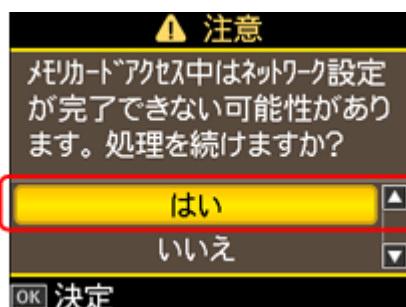 注意
ﾒﾓﾘｶｰﾄﾞｱｸｾｽ中はﾈｯﾄﾜｰｸ設定
が完了できない可能性があり
ます。処理を続けますか?
はい
いいえ
OK 決定